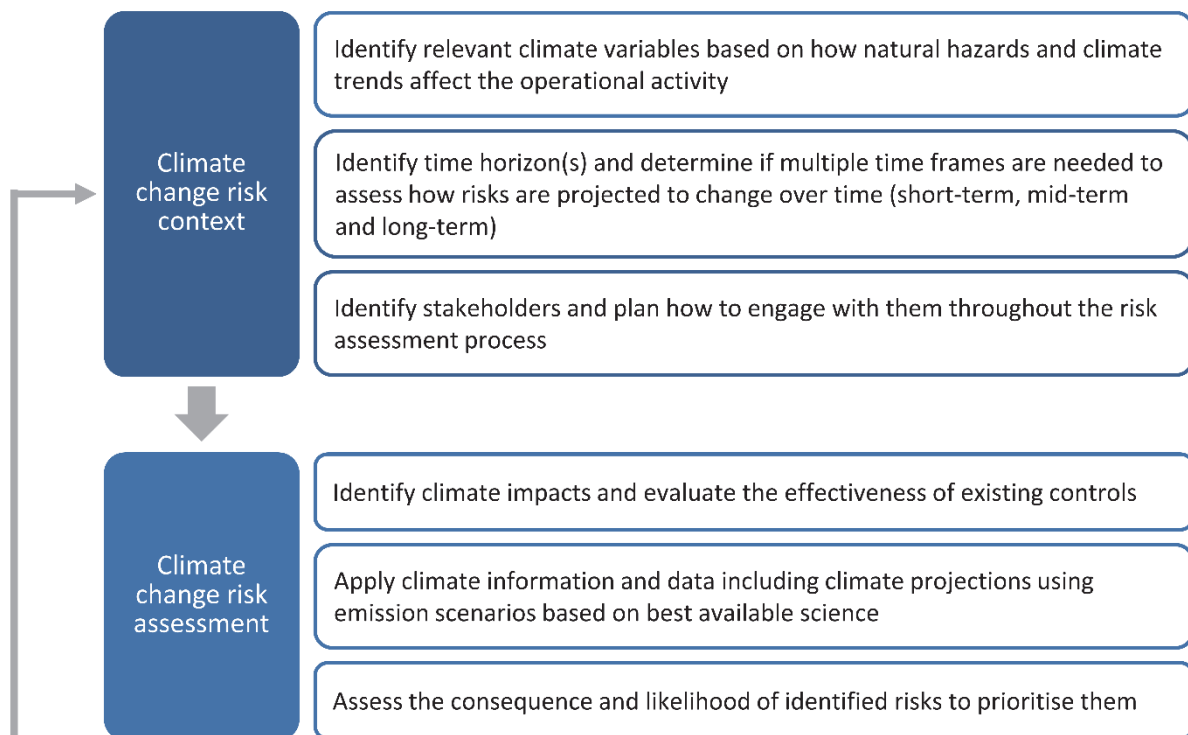 Climate
change risk
context
Identify relevant climate variables based on how natural hazards and climate
trends affect the operational activity
Identify time horizon(s) and determine if multiple time frames are needed to
assess how risks are projected to change over time (short-term, mid-term
and long-term)
Identify stakeholders and plan how to engage with them throughout the risk
assessment process
Climate
change risk
assessment
Identify climate impacts and evaluate the effectiveness of existing controls
Apply climate information and data including climate projections using
emission scenarios based on best available science
Assess the consequence and likelihood of identified risks to prioritise them